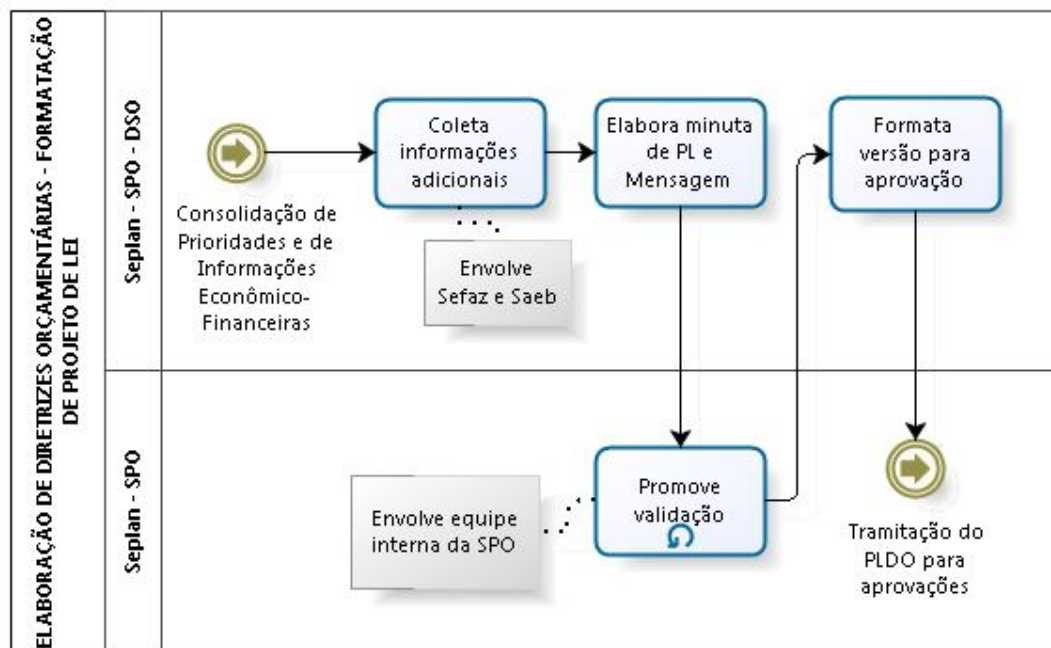 ELABORAÇÃO DE DIRETRIZES ORÇAMENTÁRIAS - FORMATAÇÃO
DE PROJETO DE LEI
Seplan - SPO - DSO
Consolidação de
Prioridades e de
Informações
Econômico-
Financeiras
Coleta
informações
adicionais
Envolve
Sefaz e Saeb
Elabora minuta
de PL e
Mensagem
Formata
versão para
aprovação
Seplan - SPO
Envolve equipe
interna da SPO
Promove
validação
Tramitação do
PLDO para
aprovações